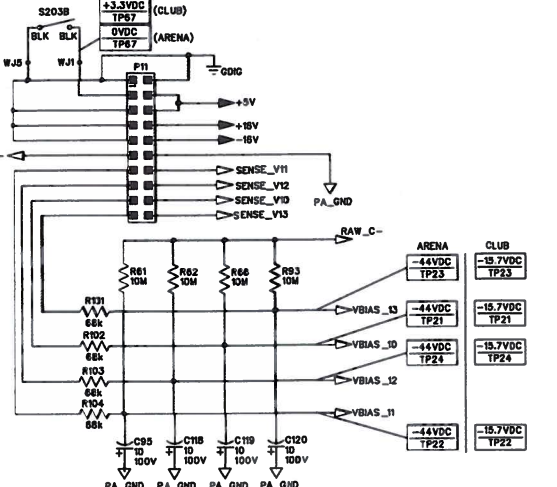 +3.3VDC
TP67
(CLUB)
S203B
BLK BLK
0VDC
TP67
(ARENA)
WJ5 WJ1
P11
GDIG
+5V
+16V
-16V
SENSE_V11
SENSE_V12
SENSE_V10
SENSE_V13
PA_GND
RAW_C-
ARENA CLUB
R61
10M
R62
10M
R66
10M
R93
10M
-44VDC
TP23
-15.7VDC
TP23
R131
68k
VBIAS_13
-44VDC
TP21
-15.7VDC
TP21
R102
68k
VBIAS_10
-44VDC
TP24
-15.7VDC
TP24
R103
68k
VBIAS_12
R104
68k
VBIAS_11
-44VDC
TP22
-15.7VDC
TP22
C95
10
100V
C118
10
100V
C119
10
100V
C120
10
100V
PA_GND PA_GND PA_GND PA_GND